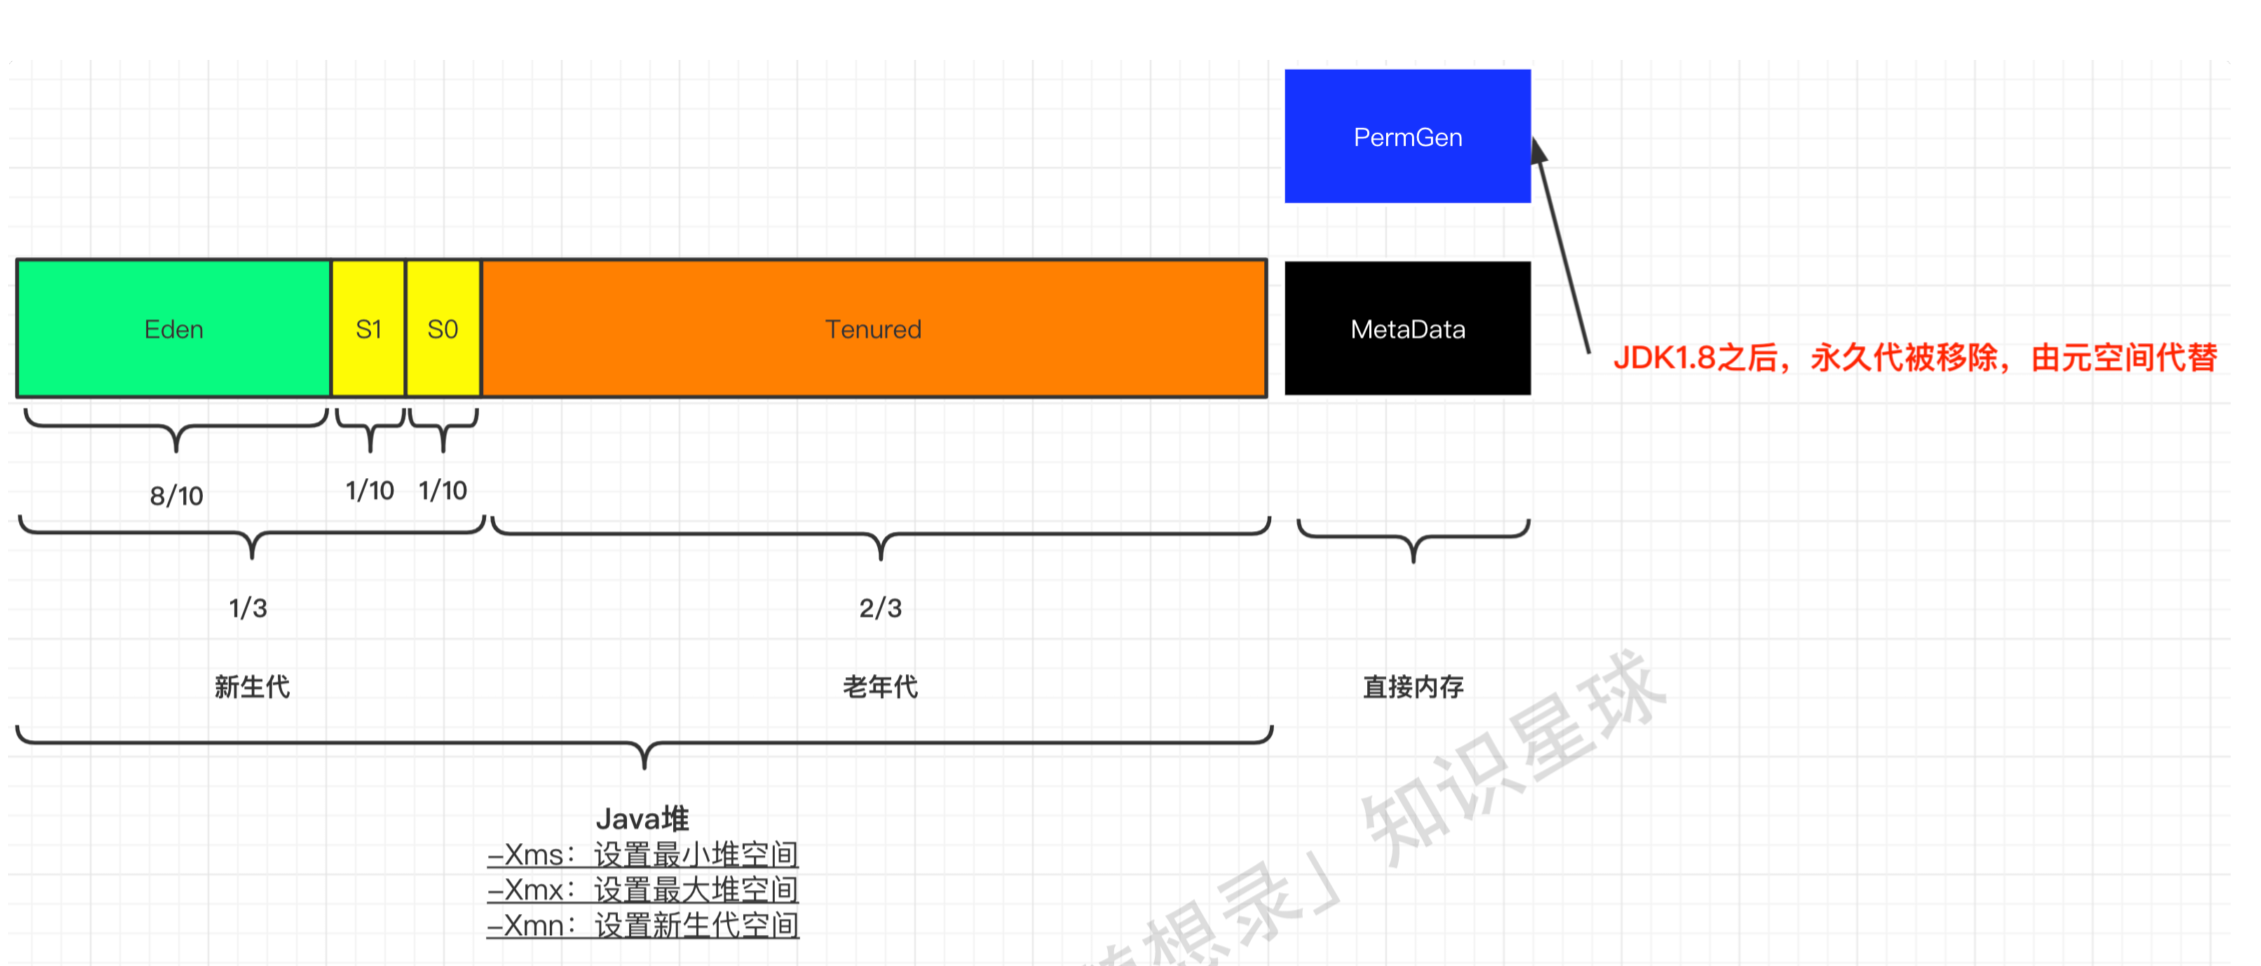 PermGen
Eden
S1
S0
Tenured
MetaData
JDK1.8之后，永久代被移除，由元空间代替
8/10
1/10
1/10
1/3
2/3
新生代
老年代
直接内存
Java堆
-Xms：设置最小堆空间
-Xmx：设置最大堆空间
-Xmn：设置新生代空间
想录」知识星球